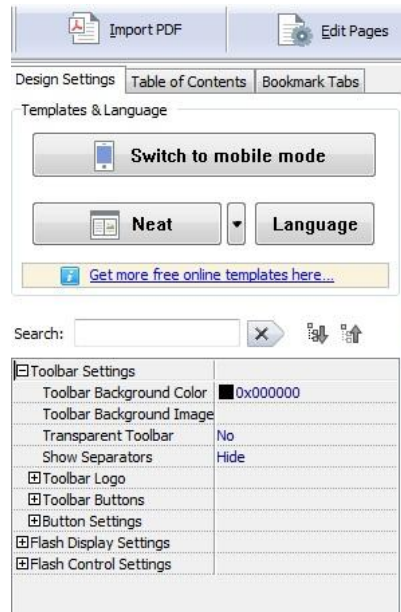 Import PDF Edit Pages
Design Settings Table of Contents Bookmark Tabs
Templates & Language
Switch to mobile mode
Neat Language
Get more free online templates here...
Search:
Toolbar Settings
Toolbar Background Color 0x000000
Toolbar Background Image
Transparent Toolbar No
Show Separators Hide
Toolbar Logo
Toolbar Buttons
Button Settings
Flash Display Settings
Flash Control Settings